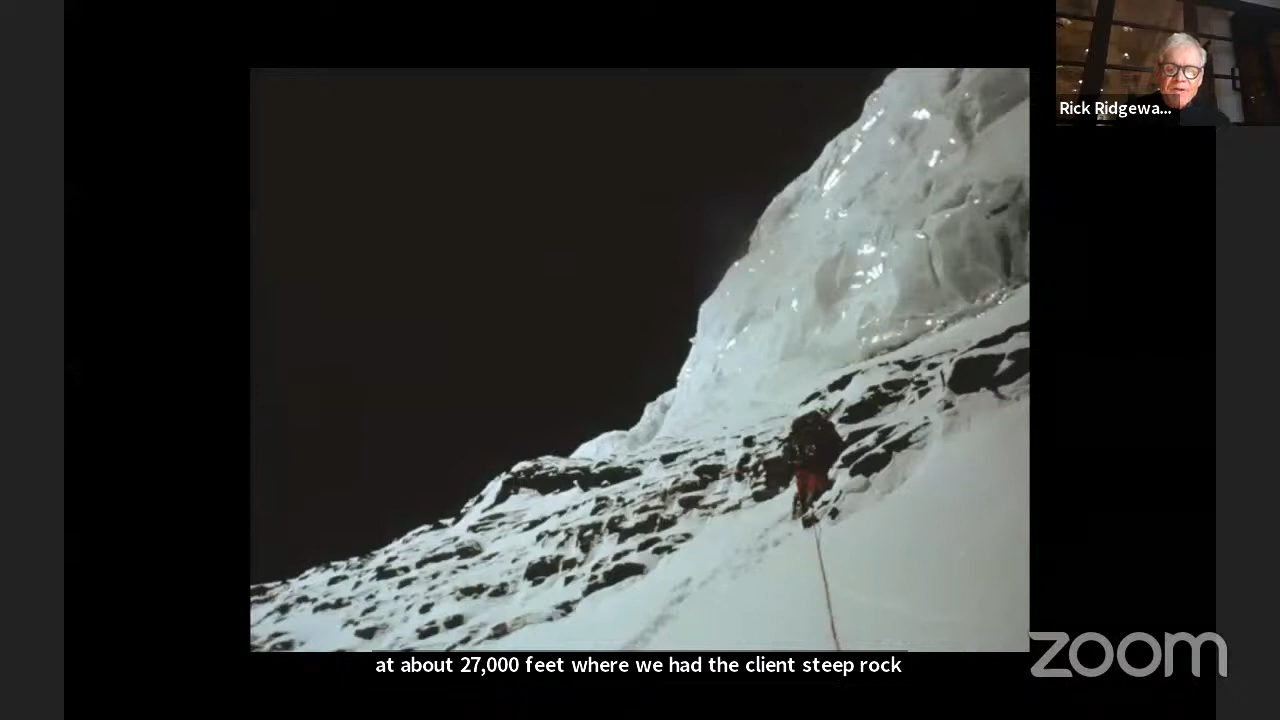 Rick Ridgewa...
at about 27,000 feet where we had the client steep rock
zoom